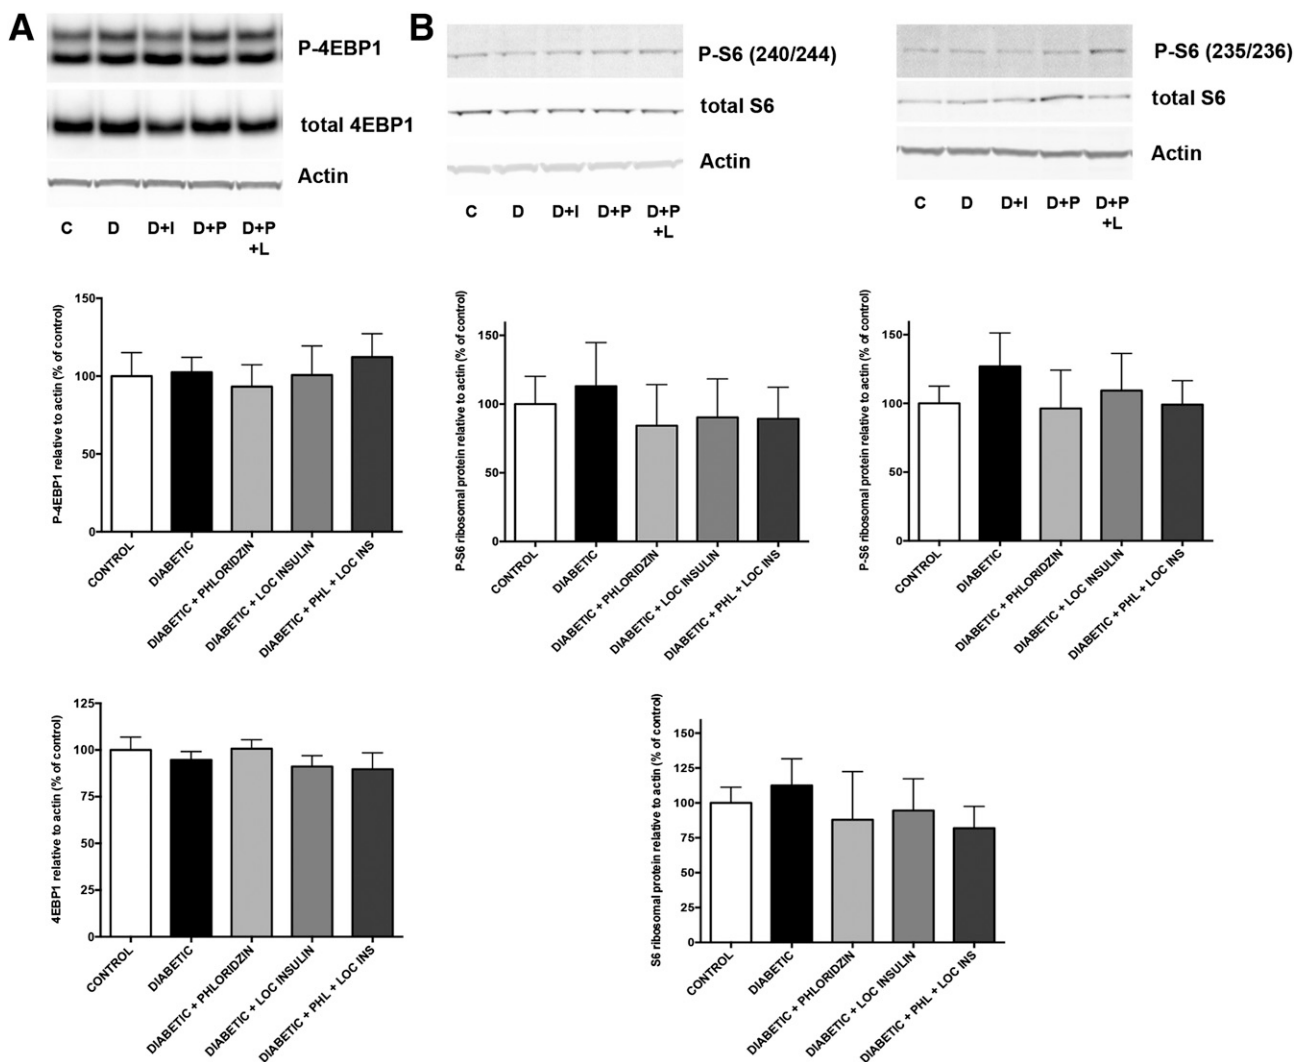 A
P-4EBP1
total 4EBP1
Actin
C D D+I D+P D+P
+L
B
P-S6 (240/244)
total S6
Actin
C D D+I D+P D+P
+L
P-S6 (235/236)
total S6
Actin
C D D+I D+P D+P
+L
P-4EBP1 relative to actin (% of control)
150
100
50
0
CONTROL
DIABETIC
DIABETIC + PHLORIDZIN
DIABETIC + LOC INSULIN
DIABETIC + PHL + LOC INS
P-S6 ribosomal protein relative to actin (% of control)
150
100
50
0
CONTROL
DIABETIC
DIABETIC + PHLORIDZIN
DIABETIC + LOC INSULIN
DIABETIC + PHL + LOC INS
P-S6 ribosomal protein relative to actin (% of control)
150
100
50
0
CONTROL
DIABETIC
DIABETIC + PHLORIDZIN
DIABETIC + LOC INSULIN
DIABETIC + PHL + LOC INS
4EBP1 relative to actin (% of control)
125
100
75
50
25
0
CONTROL
DIABETIC
DIABETIC + PHLORIDZIN
DIABETIC + LOC INSULIN
DIABETIC + PHL + LOC INS
S6 ribosomal protein relative to actin (% of control)
150
125
100
75
50
25
0
CONTROL
DIABETIC
DIABETIC + PHLORIDZIN
DIABETIC + LOC INSULIN
DIABETIC + PHL + LOC INS